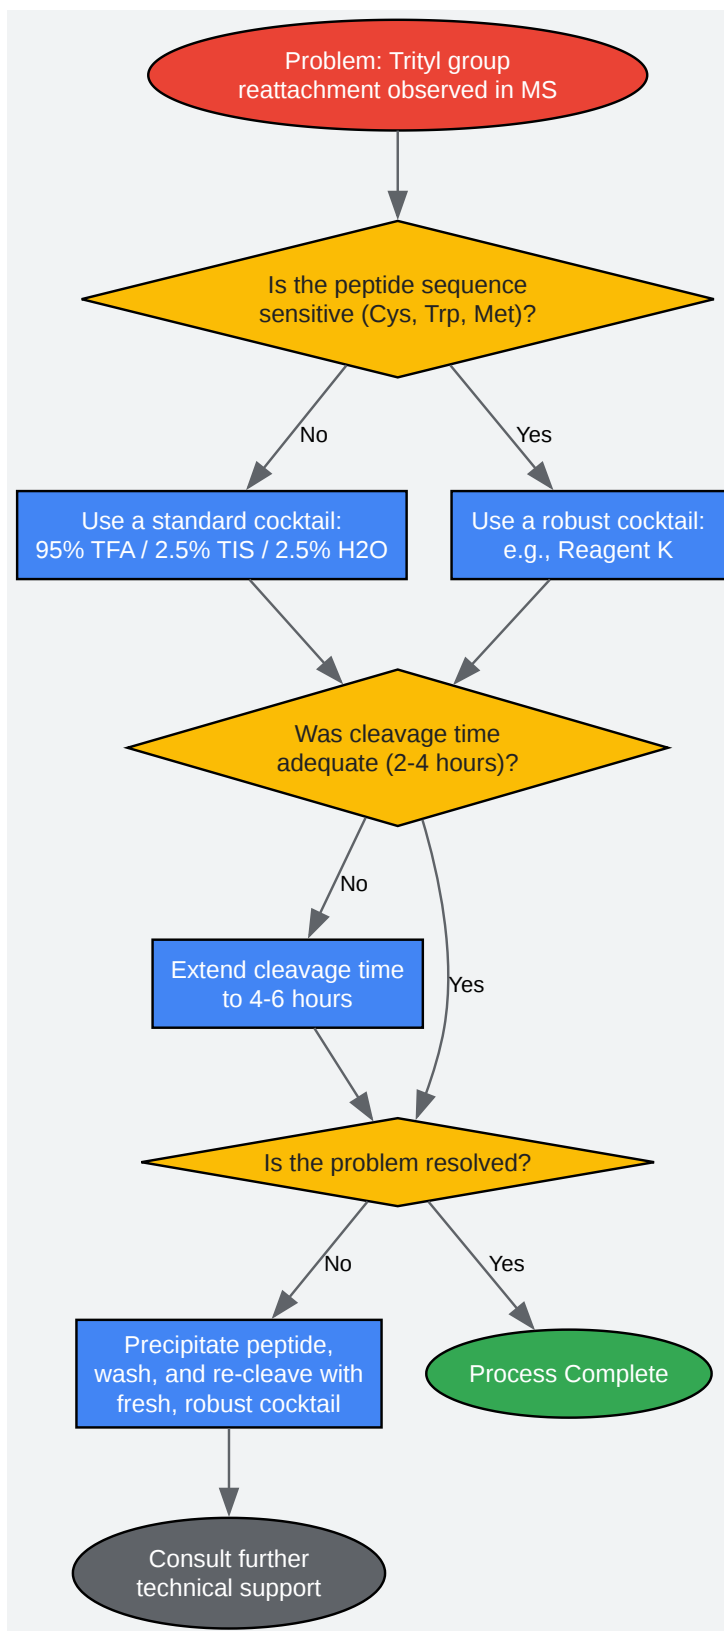 Problem: Trityl group
reattachment observed in MS
Is the peptide sequence
sensitive (Cys, Trp, Met)?
No
Yes
Use a standard cocktail:
95% TFA / 2.5% TIS / 2.5% H2O
Use a robust cocktail:
e.g., Reagent K
Was cleavage time
adequate (2-4 hours)?
No
Extend cleavage time
to 4-6 hours
Yes
Is the problem resolved?
No
Yes
Precipitate peptide,
wash, and re-cleave with
fresh, robust cocktail
Process Complete
Consult further
technical support